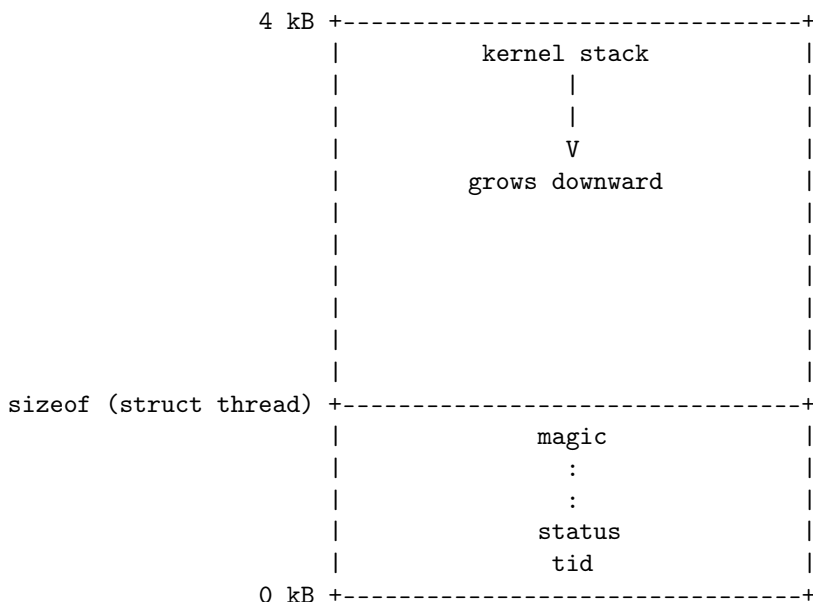 4 kB +---------------------------------+
| kernel stack |
| | |
| | |
| V |
| grows downward |
| |
| |
| |
| |
| |
| |
sizeof (struct thread) +---------------------------------+
| magic |
| : |
| : |
| status |
| tid |
0 kB +---------------------------------+